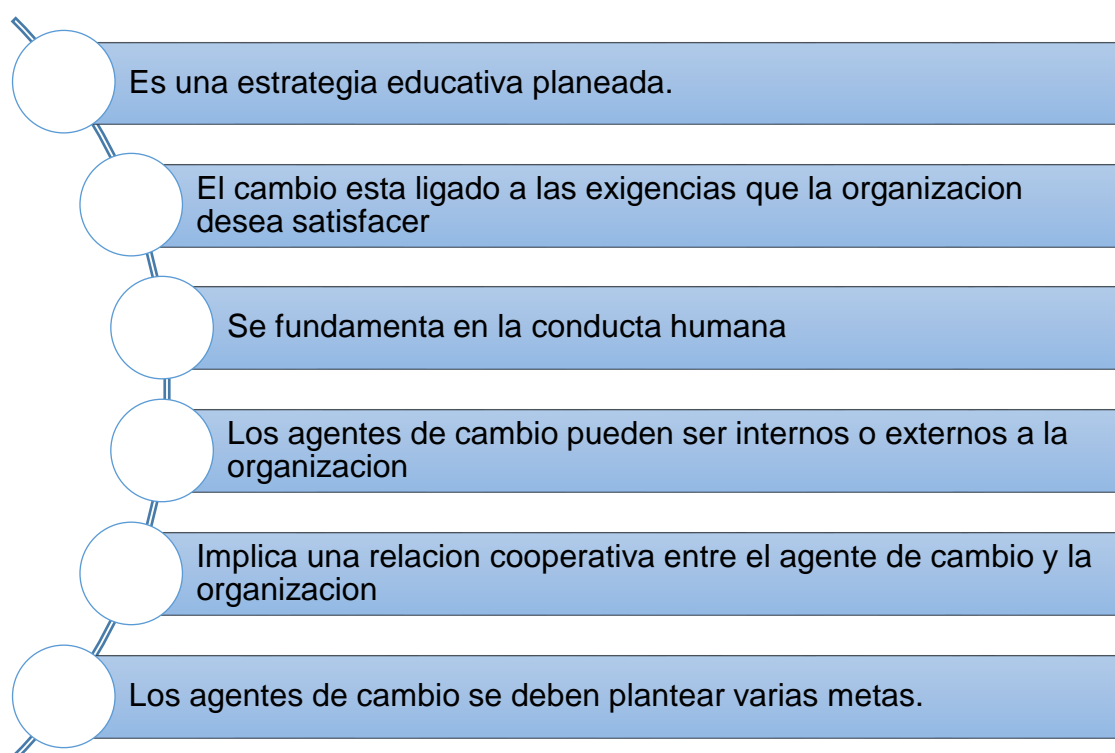 Es una estrategia educativa planeada.
El cambio esta ligado a las exigencias que la organizacion
desea satisfacer
Se fundamenta en la conducta humana
Los agentes de cambio pueden ser internos o externos a la
organizacion
Implica una relacion cooperativa entre el agente de cambio y la
organizacion
Los agentes de cambio se deben plantear varias metas.